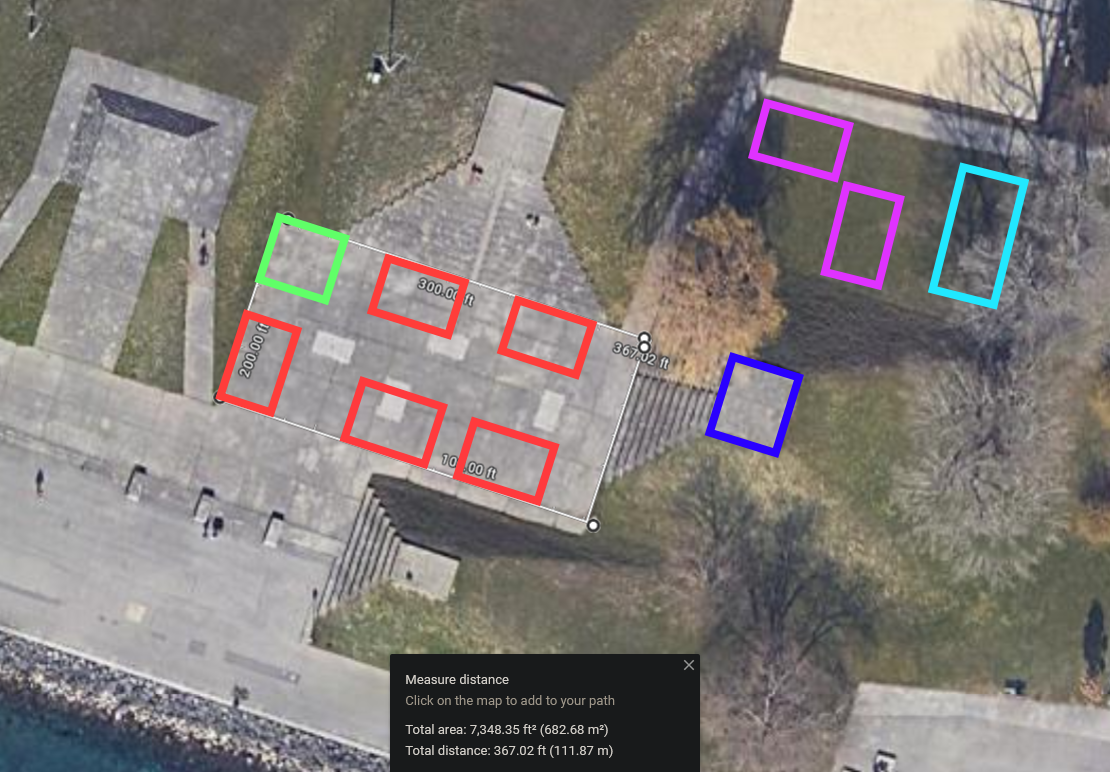 300.00 ft
367.02 ft
200.00 ft
Measure distance
Click on the map to add to your path
Total area: 7,348.35 ft² (682.68 m²)
Total distance: 367.02 ft (111.87 m)